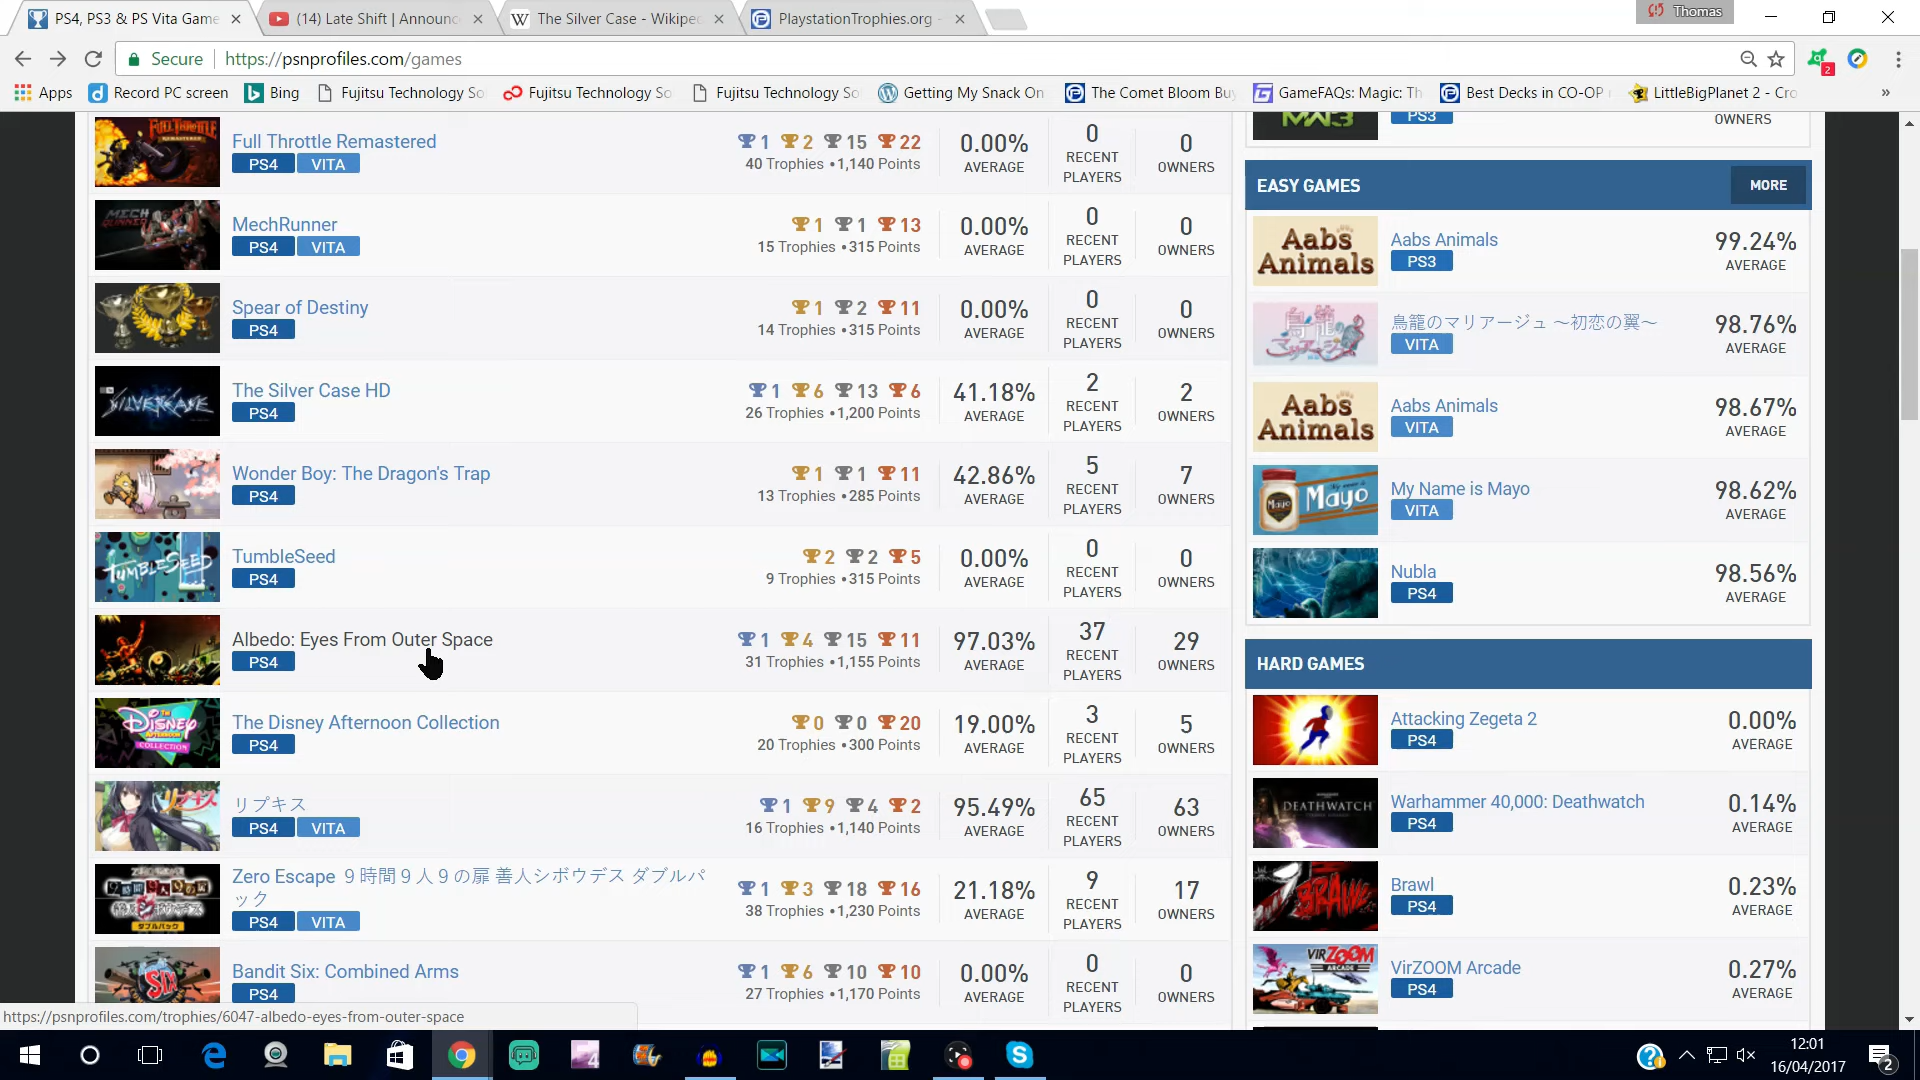 PS4, PS3 & PS Vita Game
(14) Late Shift | Announc
The Silver Case - Wikiped
PlaystationTrophies.org -
Thomas
Secure https://psnprofiles.com/games
2
Apps Record PC screen Bing Fujitsu Technology So Fujitsu Technology So Fujitsu Technology So Getting My Snack On The Comet Bloom Bu GameFAQs: Magic: Th Best Decks in CO-OP LittleBigPlanet 2 - Cro »
Full Throttle Remastered
PS4 VITA
1 2 15 22
40 Trophies •1,140 Points
0.00%
AVERAGE
0
RECENT
PLAYERS
0
OWNERS
MechRunner
PS4 VITA
1 1 13
15 Trophies •315 Points
0.00%
AVERAGE
0
RECENT
PLAYERS
0
OWNERS
Spear of Destiny
PS4
1 2 11
14 Trophies •315 Points
0.00%
AVERAGE
0
RECENT
PLAYERS
0
OWNERS
SILVERCASE
The Silver Case HD
PS4
1 6 13 6
26 Trophies •1,200 Points
41.18%
AVERAGE
2
RECENT
PLAYERS
2
OWNERS
Wonder Boy: The Dragon's Trap
PS4
1 1 11
13 Trophies •285 Points
42.86%
AVERAGE
5
RECENT
PLAYERS
7
OWNERS
TUMBLESEED
TumbleSeed
PS4
2 2 5
9 Trophies •315 Points
0.00%
AVERAGE
0
RECENT
PLAYERS
0
OWNERS
Albedo: Eyes From Outer Space
PS4
1 4 15 11
31 Trophies •1,155 Points
97.03%
AVERAGE
37
RECENT
PLAYERS
29
OWNERS
The Disney Afternoon Collection
PS4
0 0 20
20 Trophies •300 Points
19.00%
AVERAGE
3
RECENT
PLAYERS
5
OWNERS
リプキス
PS4 VITA
1 9 4 2
16 Trophies •1,140 Points
95.49%
AVERAGE
65
RECENT
PLAYERS
63
OWNERS
Zero Escape ９時間９人９の扉 善人シボウデス ダブルパ
ック
PS4 VITA
1 3 18 16
38 Trophies •1,230 Points
21.18%
AVERAGE
9
RECENT
PLAYERS
17
OWNERS
Bandit Six: Combined Arms
PS4
1 6 10 10
27 Trophies •1,170 Points
0.00%
AVERAGE
0
RECENT
PLAYERS
0
OWNERS
MW3
PS3
OWNERS
EASY GAMES
MORE
Aabs
Animals
Aabs Animals
PS3
99.24%
AVERAGE
鳥籠のマリアージュ ～初恋の翼～
VITA
98.76%
AVERAGE
Aabs
Animals
Aabs Animals
VITA
98.67%
AVERAGE
Mayo
My Name is Mayo
VITA
98.62%
AVERAGE
Nubla
PS4
98.56%
AVERAGE
HARD GAMES
Attacking Zegeta 2
PS4
0.00%
AVERAGE
DEATHWATCH
Warhammer 40,000: Deathwatch
PS4
0.14%
AVERAGE
BRAWL
Brawl
PS4
0.23%
AVERAGE
VIRZOOM
ARCADE
VirZOOM Arcade
PS4
0.27%
AVERAGE
https://psnprofiles.com/trophies/6047-albedo-eyes-from-outer-space
12:01
16/04/2017
2